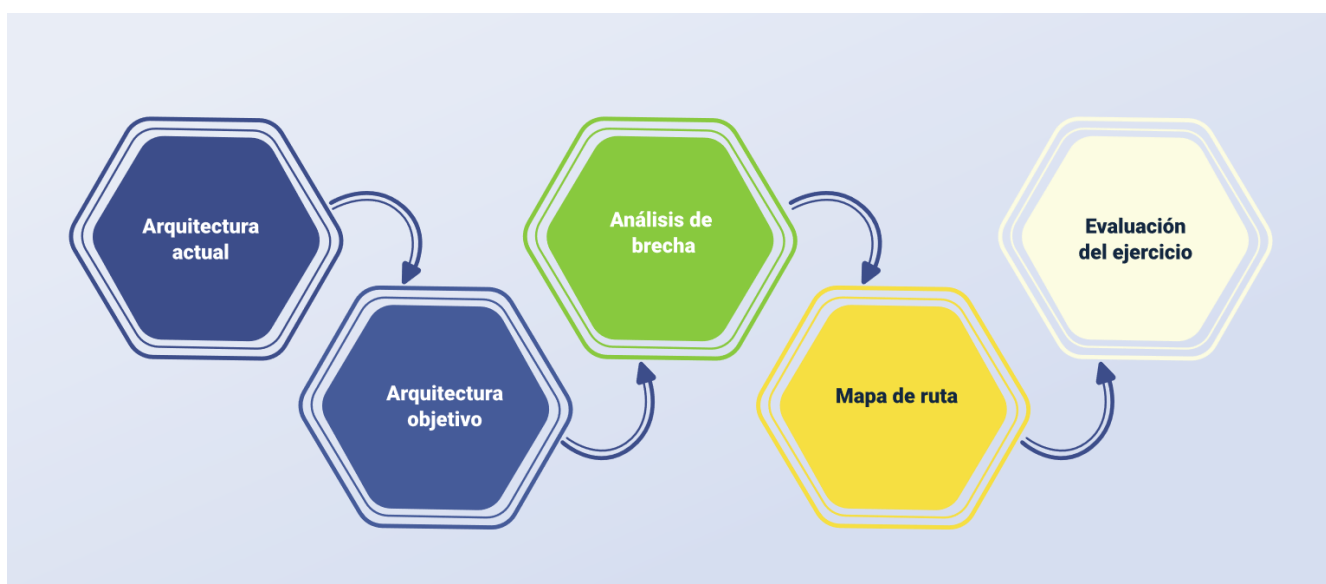 Arquitectura
actual
Arquitectura
objetivo
Análisis de
brecha
Mapa de ruta
Evaluación
del ejercicio